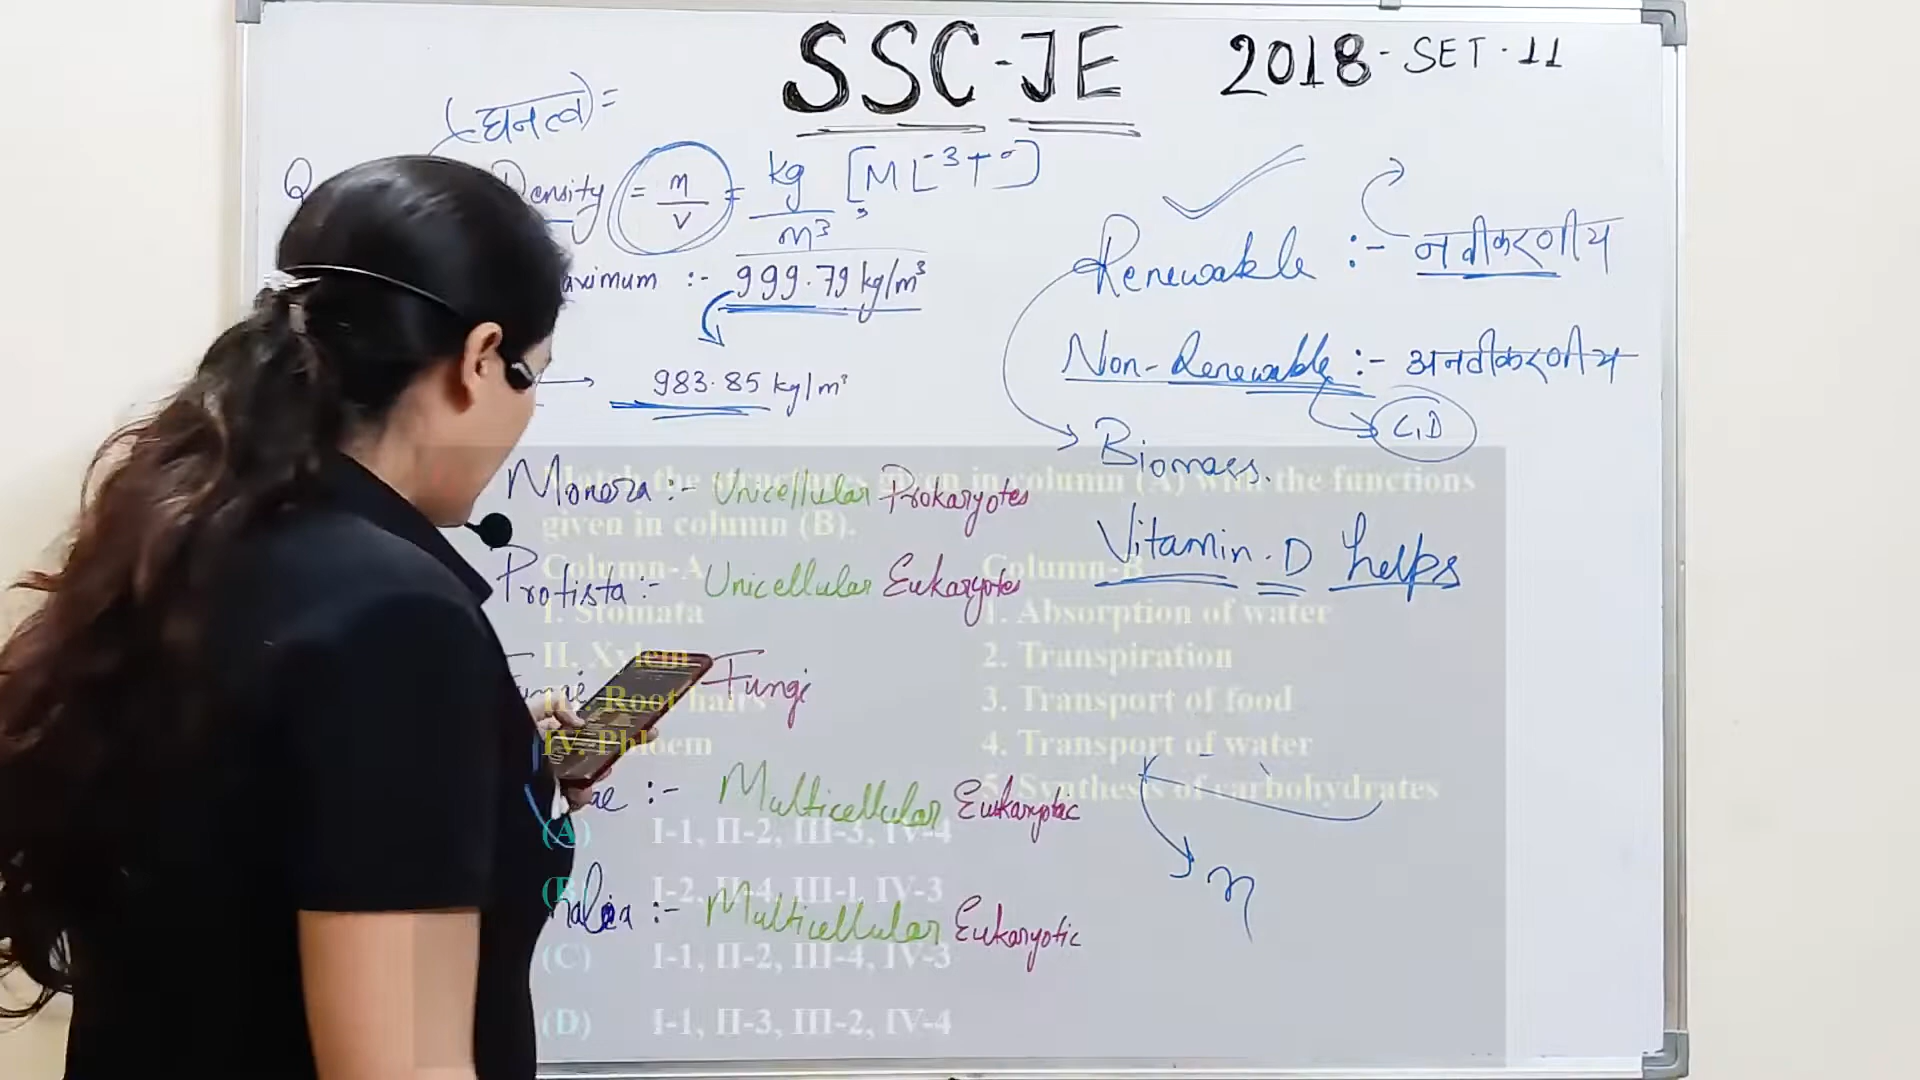 SSC-JE 2018-SET-11
(घनत्व) =
Density = m/V = kg/m³ [ML⁻³T⁰]
:- 999.79 kg/m³
983.85 kg/m³
Renewable :- नवीकरणीय
Non-Renewable :- अनवीकरणीय
C,D
Biomass.
Vitamin-D helps
Monera :- Unicellular Prokaryotes
Protista :- Unicellular Eukaryotes
Fungi
:- Multicellular Eukaryotic
:- Multicellular Eukaryotic
η
Match the structures given in column (A) with the functions
given in column (B).
Column-A Column-B
I. Stomata 1. Absorption of water
II. Xylem 2. Transpiration
III. Root hairs 3. Transport of food
IV. Phloem 4. Transport of water
5. Synthesis of carbohydrates
(A) I-1, II-2, III-3, IV-4
(B) I-2, II-4, III-1, IV-3
(C) I-1, II-2, III-4, IV-3
(D) I-1, II-3, III-2, IV-4